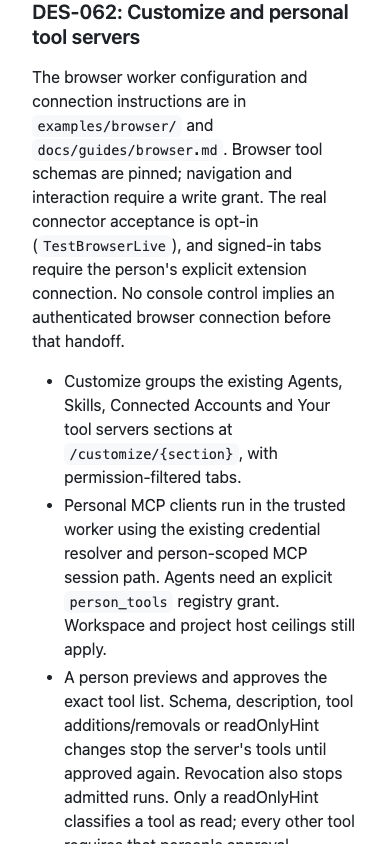 DES-062: Customize and personal
tool servers
The browser worker configuration and
connection instructions are in
examples/browser/ and
docs/guides/browser.md . Browser tool
schemas are pinned; navigation and
interaction require a write grant. The real
connector acceptance is opt-in
( TestBrowserLive ), and signed-in tabs
require the person's explicit extension
connection. No console control implies an
authenticated browser connection before
that handoff.
• Customize groups the existing Agents,
Skills, Connected Accounts and Your
tool servers sections at
/customize/{section} , with
permission-filtered tabs.
• Personal MCP clients run in the trusted
worker using the existing credential
resolver and person-scoped MCP
session path. Agents need an explicit
person_tools registry grant.
Workspace and project host ceilings still
apply.
• A person previews and approves the
exact tool list. Schema, description, tool
additions/removals or readOnlyHint
changes stop the server's tools until
approved again. Revocation also stops
admitted runs. Only a readOnlyHint
classifies a tool as read; every other tool
requires that person's approval